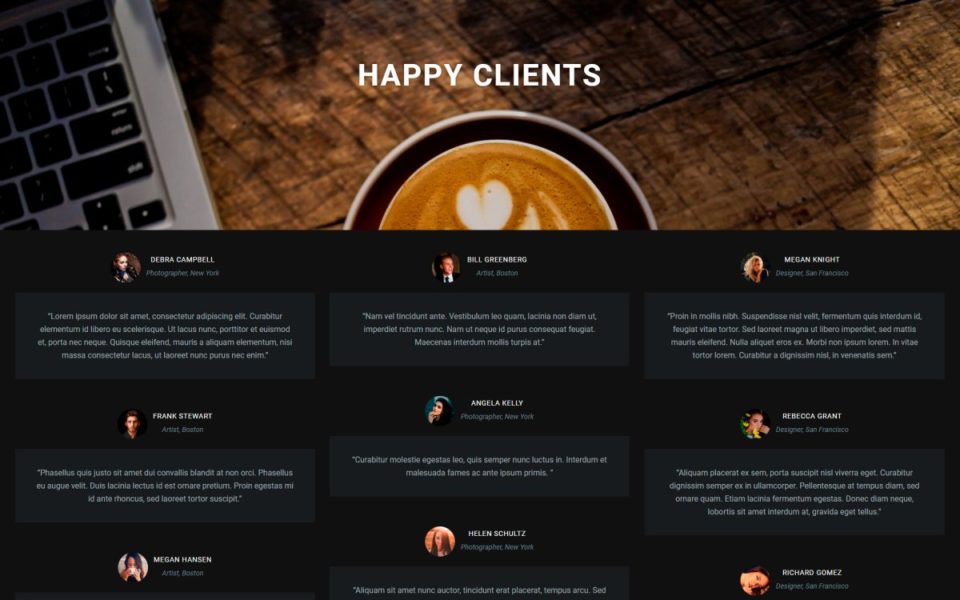 HAPPY CLIENTS
DEBRA CAMPBELL
Photographer, New York
"Lorem ipsum dolor sit amet, consectetur adipiscing elit. Curabitur
elementum id libero eu scelerisque. Ut lacus nunc, porttitor et euismod
et, porta nec neque. Quisque eleifend, mauris a aliquam elementum, nisi
massa consectetur lacus, ut laoreet nunc purus nec enim."
FRANK STEWART
Artist, Boston
"Phasellus quis justo sit amet dui convallis blandit at non orci. Phasellus
eu augue velit. Duis lacinia lectus id est ornare pretium. Proin egestas mi
id ante rhoncus, sed laoreet tortor suscipit."
MEGAN HANSEN
Artist, Boston
BILL GREENBERG
Artist, Boston
"Nam vel tincidunt ante. Vestibulum leo quam, lacinia non diam ut,
imperdiet rutrum nunc. Nam ut neque id purus consequat feugiat.
Maecenas interdum mollis turpis at."
ANGELA KELLY
Photographer, New York
"Curabitur molestie egestas leo, quis semper nunc luctus in. Interdum et
malesuada fames ac ante ipsum primis. "
HELEN SCHULTZ
Photographer, New York
"Aliquam sit amet nunc auctor, tincidunt erat placerat, tempus arcu. Sed
MEGAN KNIGHT
Designer, San Francisco
"Proin in mollis nibh. Suspendisse nisl velit, fermentum quis interdum id,
feugiat vitae tortor. Sed laoreet magna ut libero imperdiet, sed mattis
mauris eleifend. Nulla aliquet eros ex. Morbi non ipsum lorem. In vitae
tortor lorem. Curabitur a dignissim nisl, in venenatis sem."
REBECCA GRANT
Designer, San Francisco
"Aliquam placerat ex sem, porta suscipit nisl viverra eget. Curabitur
dignissim semper ex in ullamcorper. Pellentesque at tempus diam, sed
ornare quam. Etiam lacinia fermentum egestas. Donec diam neque,
lobortis sit amet interdum at, gravida eget tellus."
RICHARD GOMEZ
Designer, San Francisco